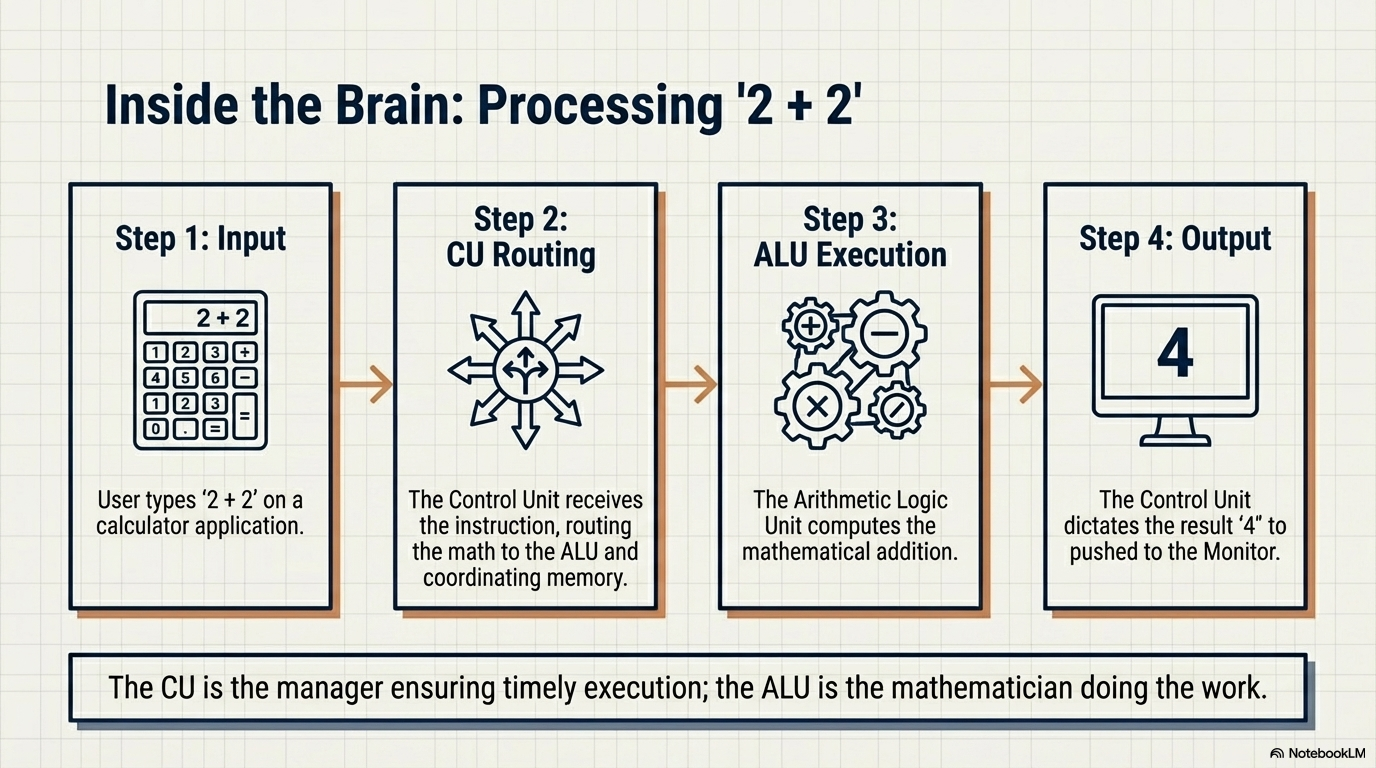 Inside the Brain: Processing '2 + 2'
Step 1: Input
2 + 2
1 2 3 +
4 5 6 −
1 2 3
0 . = =
User types ‘2 + 2’ on a
calculator application.
Step 2:
CU Routing
The Control Unit receives
the instruction, routing
the math to the ALU and
coordinating memory.
Step 3:
ALU Execution
+ −
× ∕
The Arithmetic Logic
Unit computes the
mathematical addition.
Step 4: Output
4
The Control Unit
dictates the result ‘4” to
pushed to the Monitor.
The CU is the manager ensuring timely execution; the ALU is the mathematician doing the work.
NotebookLM